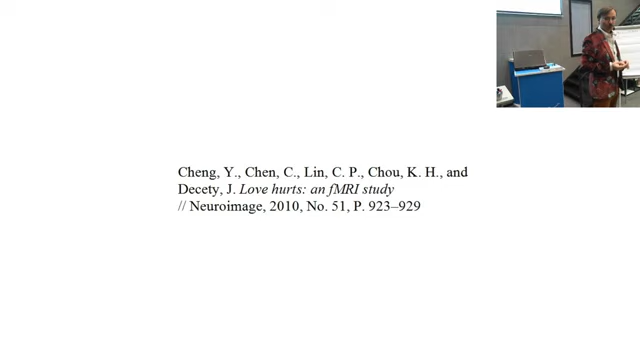 Cheng, Y., Chen, C., Lin, C. P., Chou, K. H., and
Decety, J. Love hurts: an fMRI study
// Neuroimage, 2010, No. 51, P. 923–929